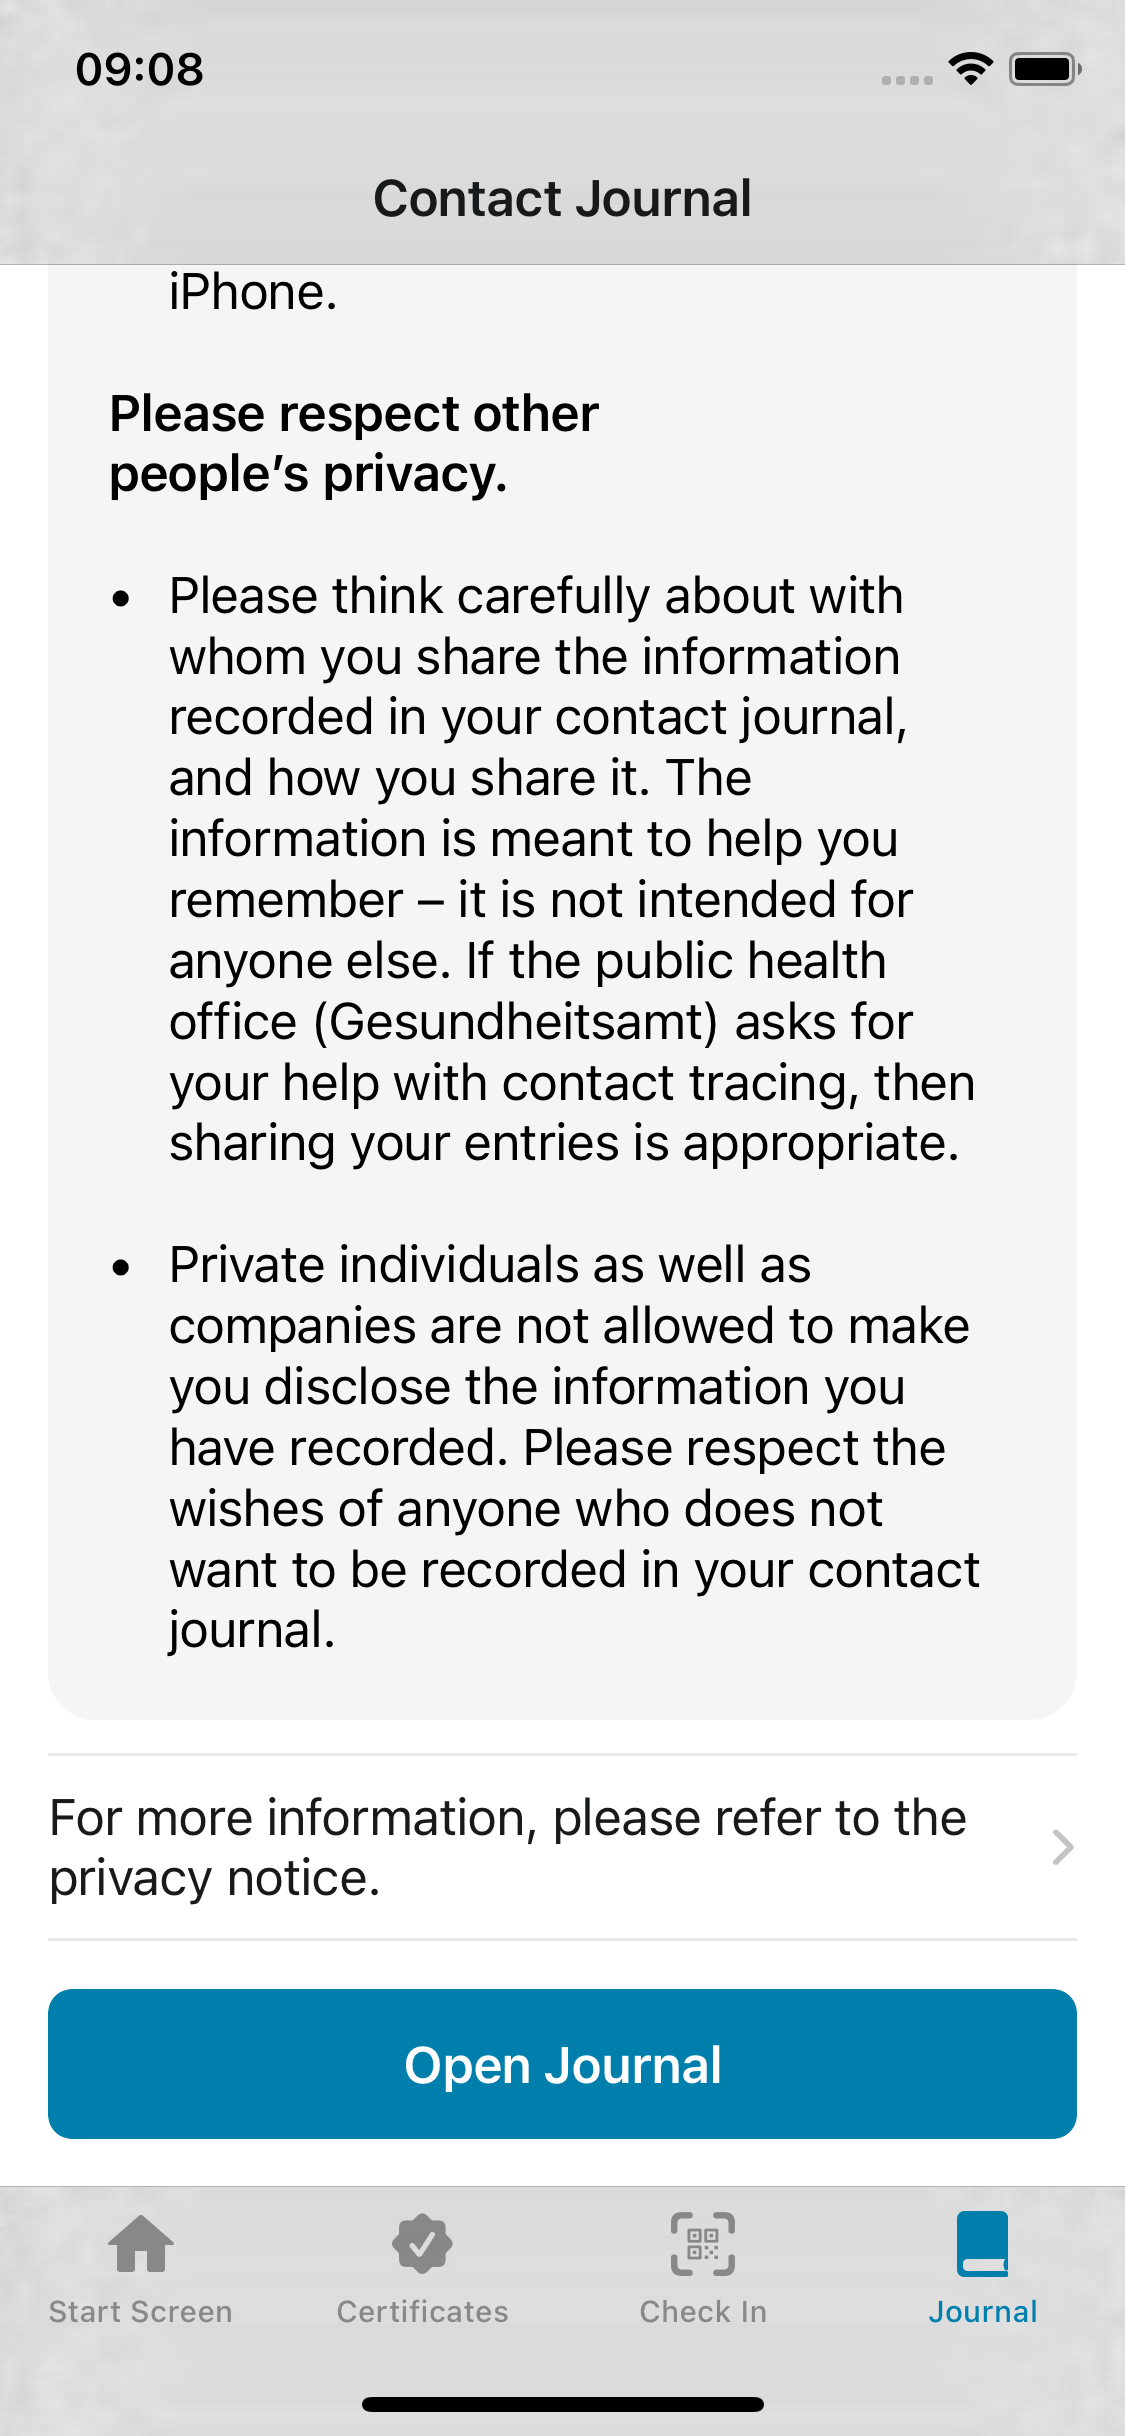 09:08
Contact Journal
iPhone.
Please respect other
people’s privacy.
• Please think carefully about with
whom you share the information
recorded in your contact journal,
and how you share it. The
information is meant to help you
remember – it is not intended for
anyone else. If the public health
office (Gesundheitsamt) asks for
your help with contact tracing, then
sharing your entries is appropriate.
• Private individuals as well as
companies are not allowed to make
you disclose the information you
have recorded. Please respect the
wishes of anyone who does not
want to be recorded in your contact
journal.
For more information, please refer to the
privacy notice.
Open Journal
Start Screen
Certificates
Check In
Journal